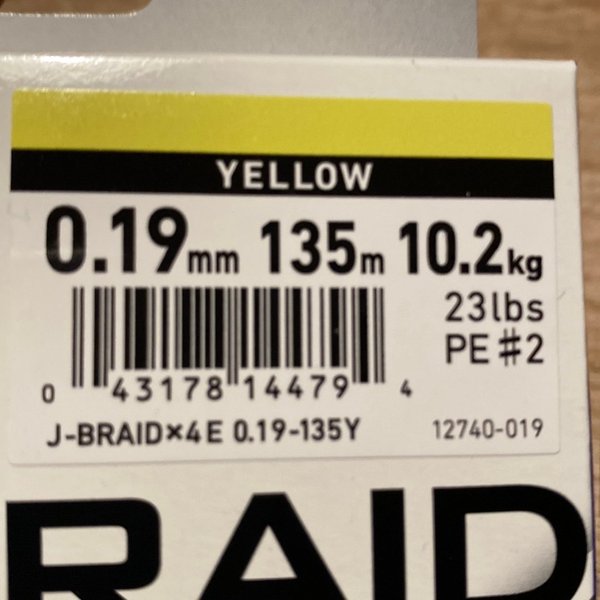 YELLOW
0.19mm 135m 10.2kg
23lbs
PE #2
0 43178 14479 4
J-BRAID×4E 0.19-135Y 12740-019
BRAID